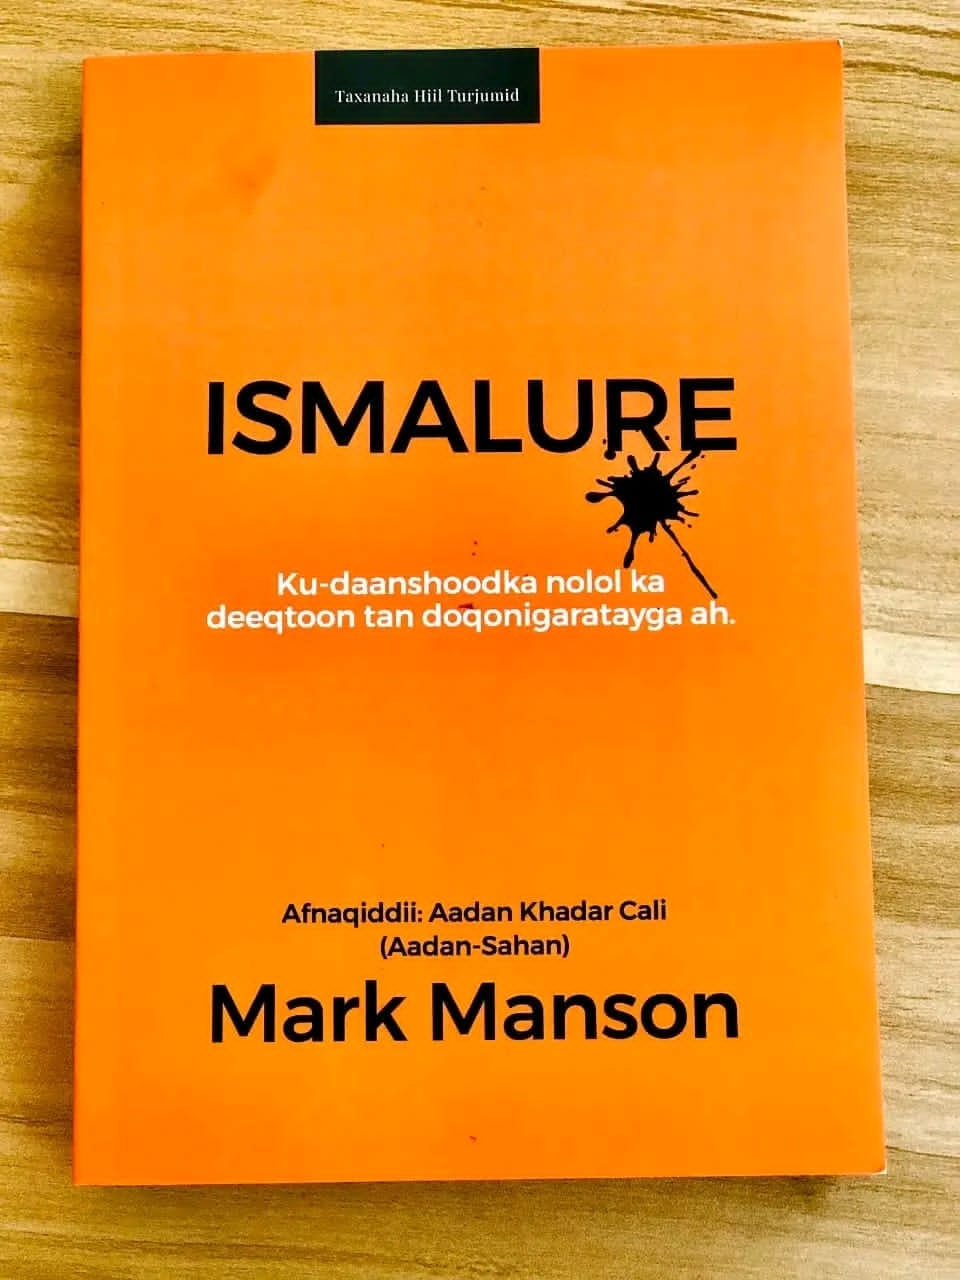 Taxanaha Hiil Turjumid
ISMALURE
Ku-daanshoodka nolol ka
deeqtoon tan doqonigaratayga ah.
Afnaqiddii: Aadan Khadar Cali
(Aadan-Sahan)
Mark Manson